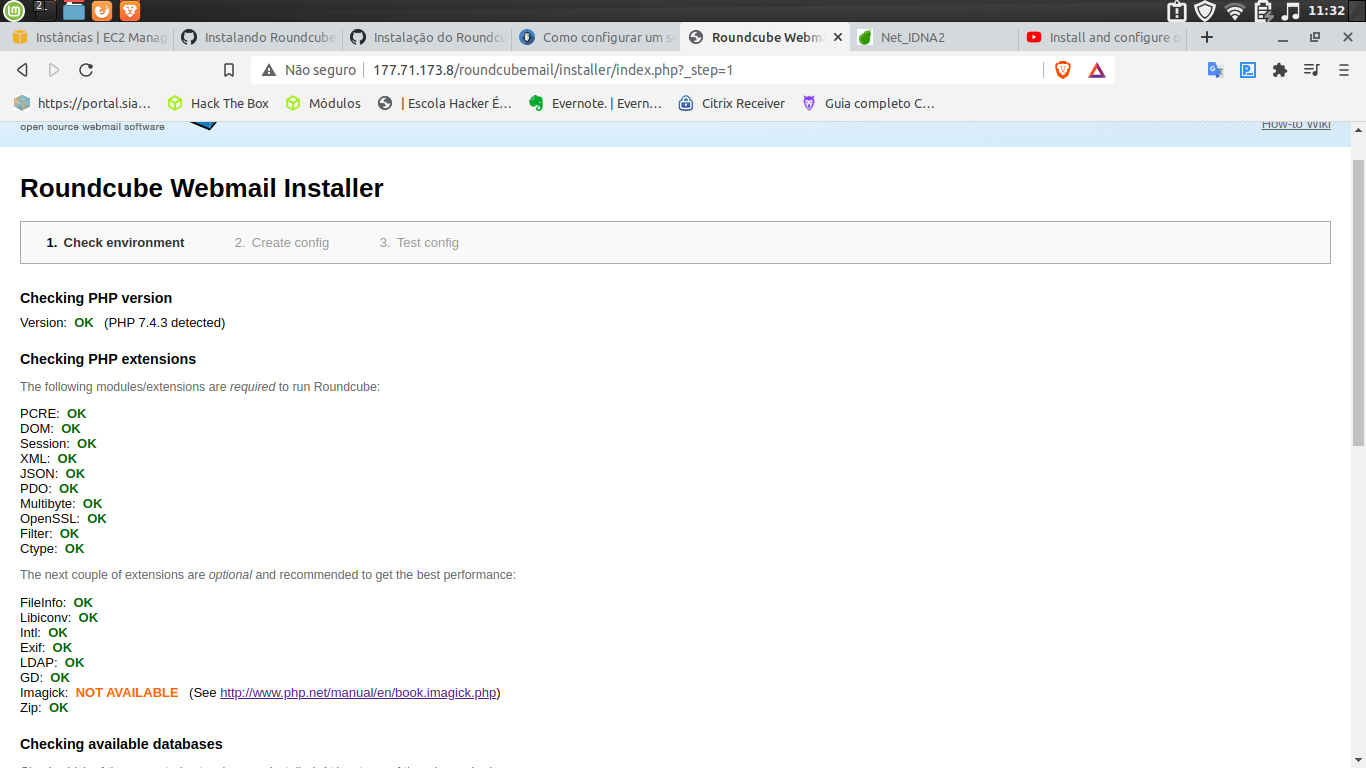 2
11:32
Instâncias | EC2 Manag
Instalando Roundcube
Instalação do Roundcu
Como configurar um se
Roundcube Webma
Net_IDNA2
Install and configure o
Não seguro
177.71.173.8/roundcubemail/installer/index.php?_step=1
https://portal.sia…
Hack The Box
Módulos
| Escola Hacker É…
Evernote. | Evern…
Citrix Receiver
Guia completo C…
open source webmail software
How-to Wiki
Roundcube Webmail Installer
1. Check environment
2. Create config
3. Test config
Checking PHP version
Version: OK (PHP 7.4.3 detected)
Checking PHP extensions
The following modules/extensions are required to run Roundcube:
PCRE: OK
DOM: OK
Session: OK
XML: OK
JSON: OK
PDO: OK
Multibyte: OK
OpenSSL: OK
Filter: OK
Ctype: OK
The next couple of extensions are optional and recommended to get the best performance:
FileInfo: OK
Libiconv: OK
Intl: OK
Exif: OK
LDAP: OK
GD: OK
Imagick: NOT AVAILABLE (See http://www.php.net/manual/en/book.imagick.php)
Zip: OK
Checking available databases